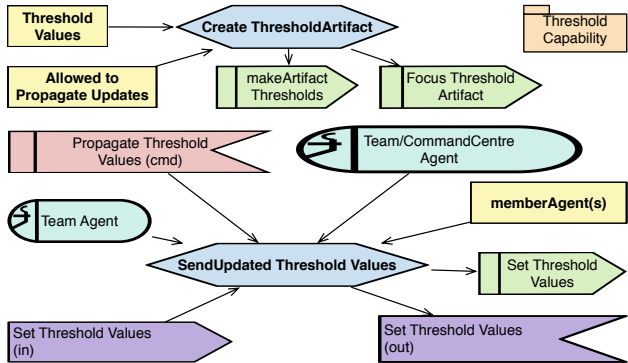 Threshold
Values
Create ThresholdArtifact
Threshold
Capability
Allowed to
Propagate Updates
makeArtifact
Thresholds
Focus Threshold
Artifact
Propagate Threshold
Values (cmd)
Team/CommandCentre
Agent
memberAgent(s)
Team Agent
SendUpdated Threshold Values
Set Threshold
Values
Set Threshold Values
(in)
Set Threshold Values
(out)